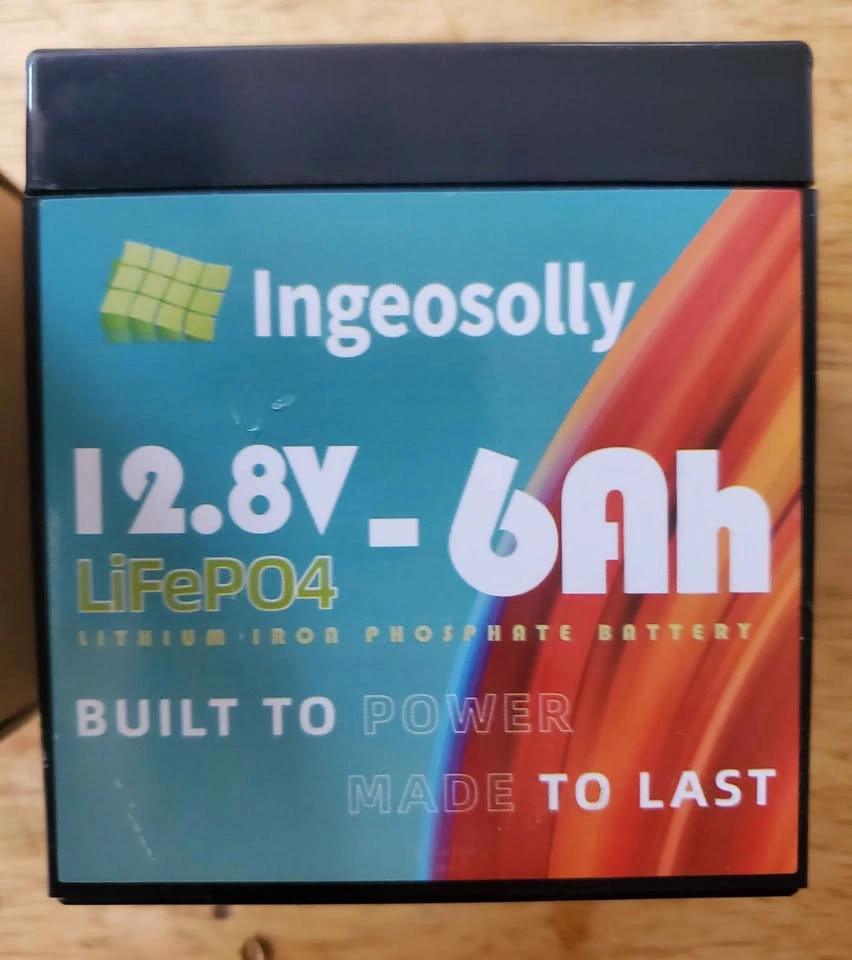 Ingeosolly
12.8V - 6Ah
LiFePO4
LITHIUM IRON PHOSPHATE BATTERY
BUILT TO POWER
MADE TO LAST